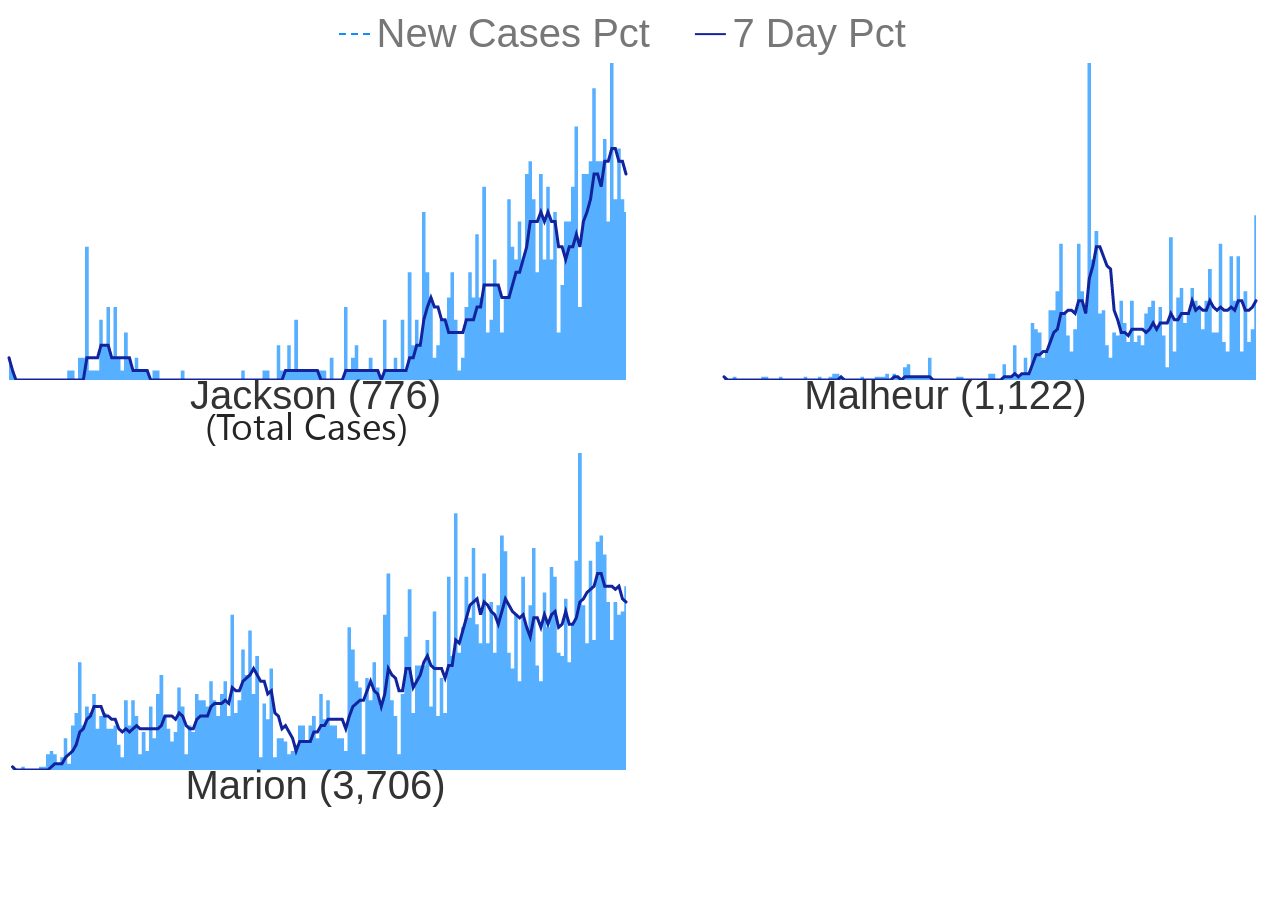 New Cases Pct 7 Day Pct
Jackson (776)
(Total Cases)
Malheur (1,122)
Marion (3,706)